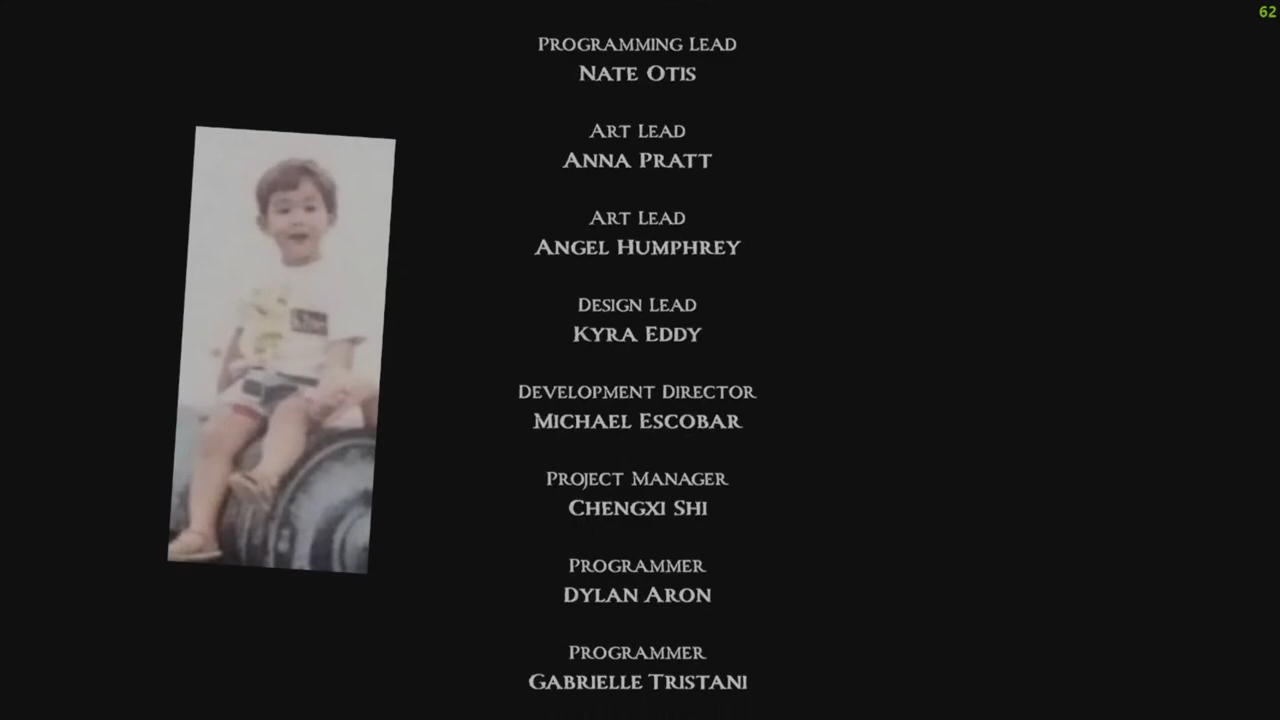 62
PROGRAMMING LEAD
NATE OTIS
ART LEAD
ANNA PRATT
ART LEAD
ANGEL HUMPHREY
DESIGN LEAD
KYRA EDDY
DEVELOPMENT DIRECTOR
MICHAEL ESCOBAR
PROJECT MANAGER
CHENGXI SHI
PROGRAMMER
DYLAN ARON
PROGRAMMER
GABRIELLE TRISTANI